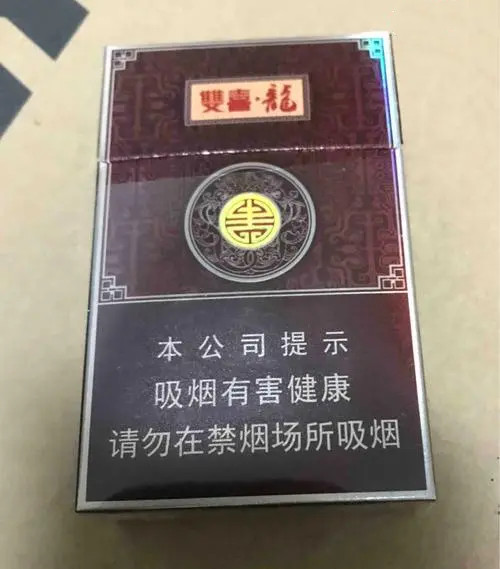 雙喜·龍
本公司提示
吸烟有害健康
请勿在禁烟场所吸烟